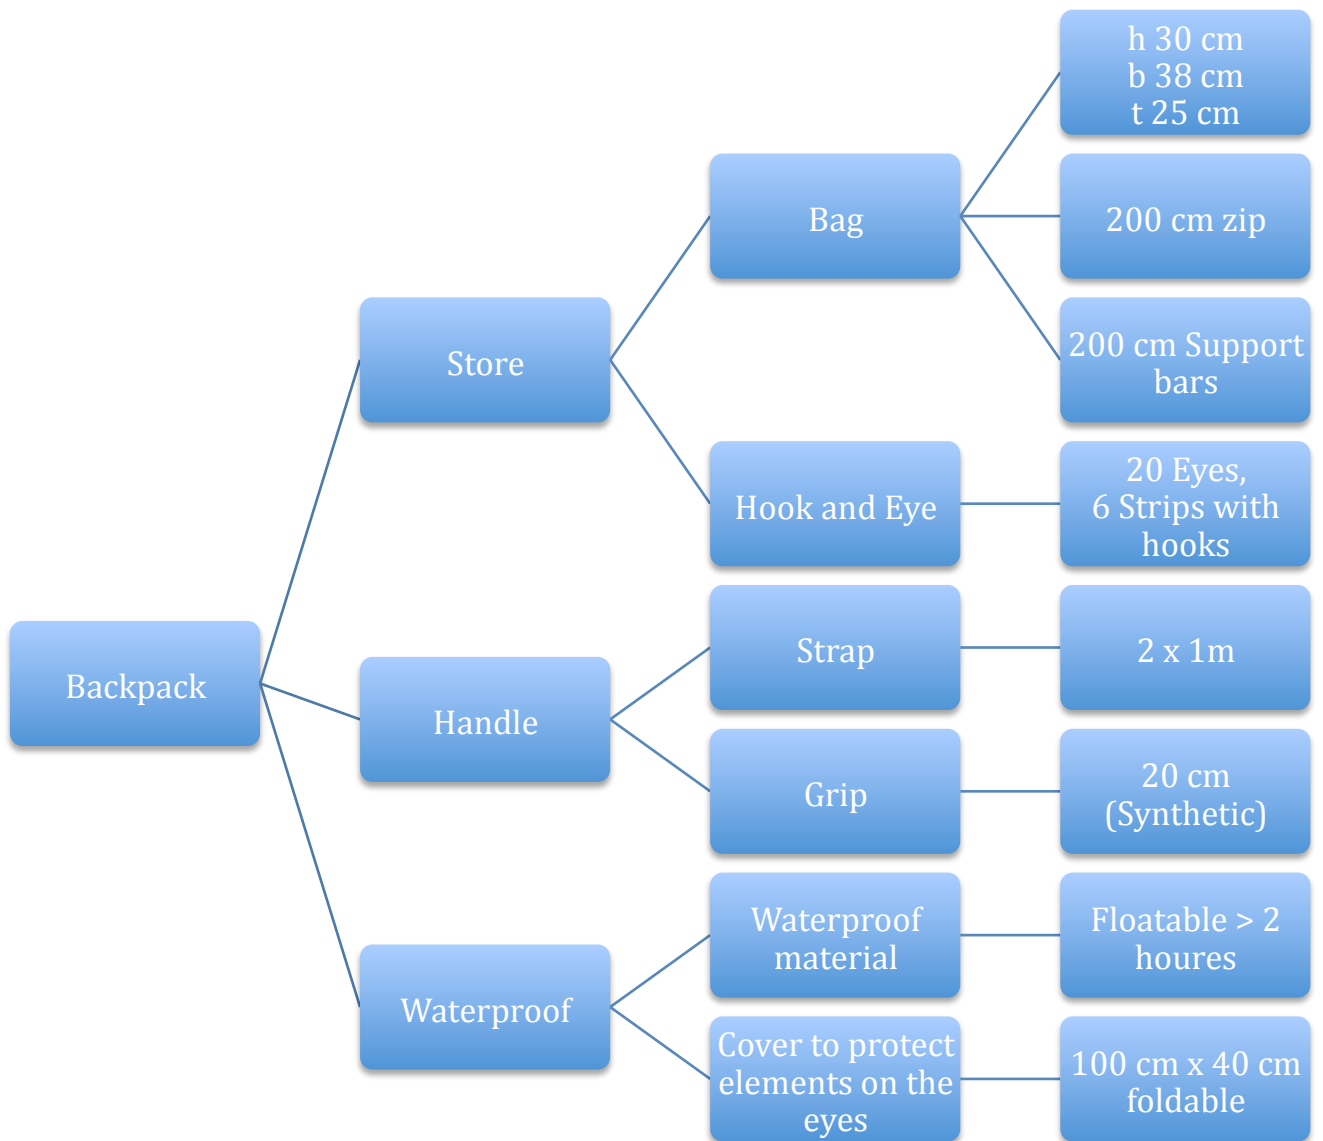 Backpack
Store
Bag
h 30 cm
b 38 cm
t 25 cm
200 cm zip
200 cm Support
bars
Hook and Eye
20 Eyes,
6 Strips with
hooks
Handle
Strap
2 x 1m
Grip
20 cm
(Synthetic)
Waterproof
Waterproof
material
Floatable > 2
houres
Cover to protect
elements on the
eyes
100 cm x 40 cm
foldable